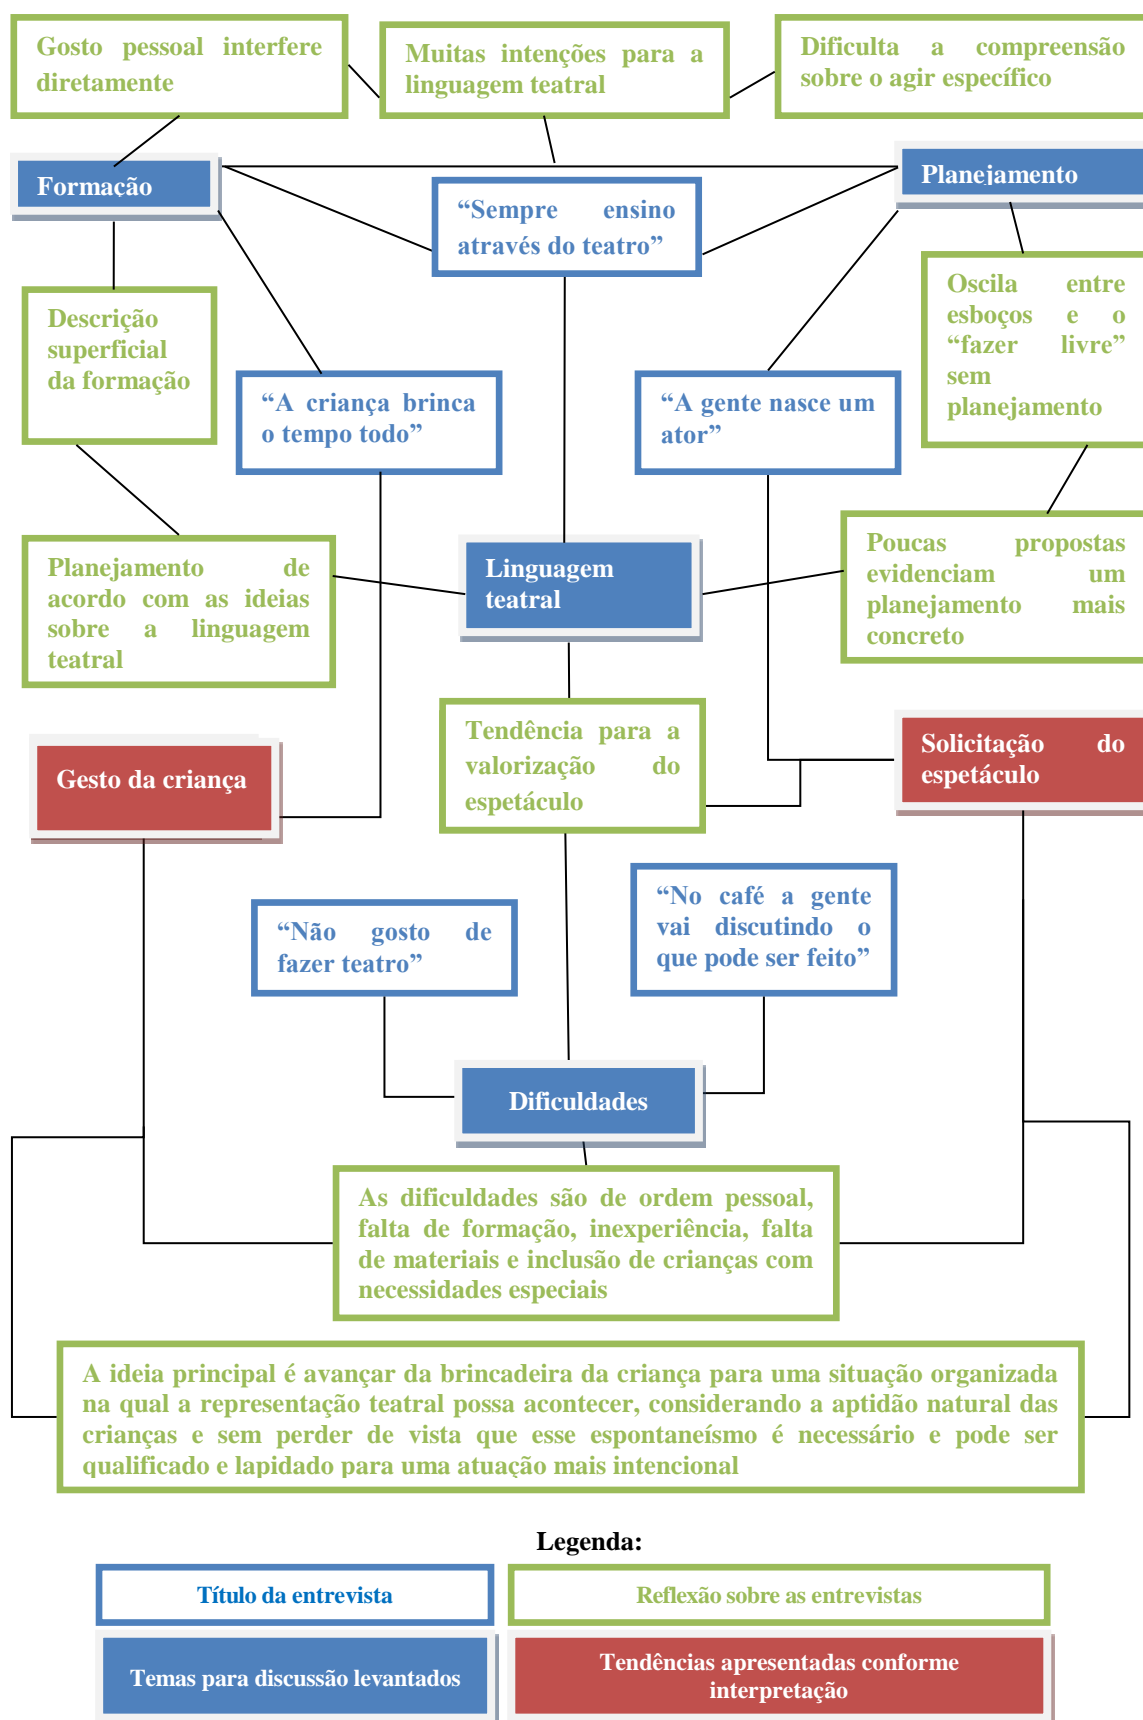 Gosto pessoal interfere
diretamente
Muitas intenções para a
linguagem teatral
Dificulta a compreensão
sobre o agir específico
Formação
Planejamento
“Sempre ensino
através do teatro”
Descrição
superficial
da formação
“A criança brinca
o tempo todo”
“A gente nasce um
ator”
Oscila entre
esboços e o
“fazer livre”
sem
planejamento
Planejamento de
acordo com as ideias
sobre a linguagem
teatral
Linguagem
teatral
Poucas propostas
evidenciam um
planejamento mais
concreto
Gesto da criança
Tendência para a
valorização do
espetáculo
Solicitação do
espetáculo
“Não gosto de
fazer teatro”
“No café a gente
vai discutindo o
que pode ser feito”
Dificuldades
As dificuldades são de ordem pessoal,
falta de formação, inexperiência, falta
de materiais e inclusão de crianças com
necessidades especiais
A ideia principal é avançar da brincadeira da criança para uma situação organizada
na qual a representação teatral possa acontecer, considerando a aptidão natural das
crianças e sem perder de vista que esse espontaneísmo é necessário e pode ser
qualificado e lapidado para uma atuação mais intencional
Legenda:
Título da entrevista
Reflexão sobre as entrevistas
Temas para discussão levantados
Tendências apresentadas conforme
interpretação